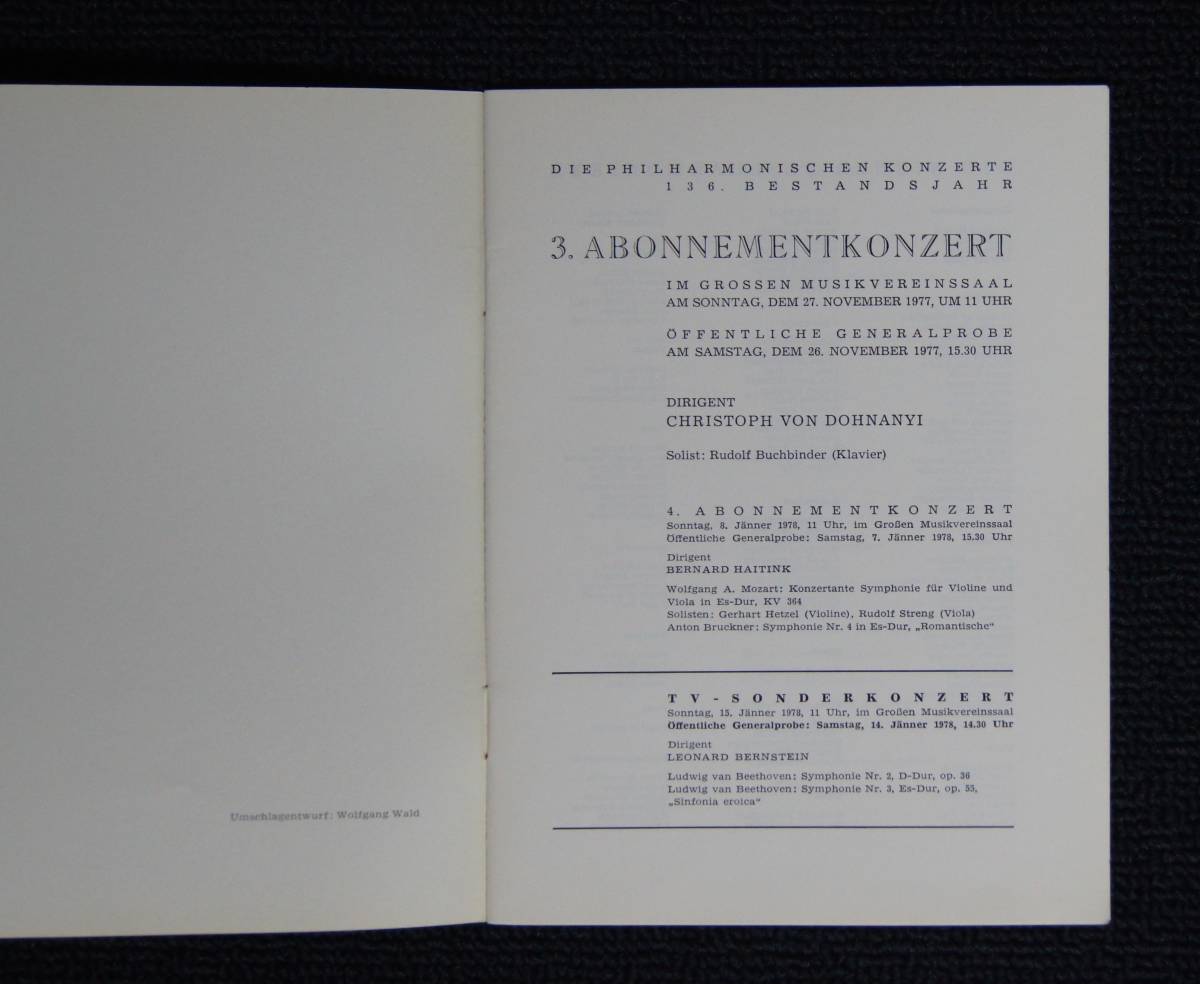 Umschlagentwurf: Wolfgang Wald
DIE PHILHARMONISCHEN KONZERTE
136. BESTANDSJAHR
3. ABONNEMENTKONZERT
IM GROSSEN MUSIKVEREINSSAAL
AM SONNTAG, DEM 27. NOVEMBER 1977, UM 11 UHR
ÖFFENTLICHE GENERALPROBE
AM SAMSTAG, DEM 26. NOVEMBER 1977, 15.30 UHR
DIRIGENT
CHRISTOPH VON DOHNANYI
Solist: Rudolf Buchbinder (Klavier)
4. ABONNEMENTKONZERT
Sonntag, 8. Jänner 1978, 11 Uhr, im Großen Musikvereinssaal
Öffentliche Generalprobe: Samstag, 7. Jänner 1978, 15.30 Uhr
Dirigent
BERNARD HAITINK
Wolfgang A. Mozart: Konzertante Symphonie für Violine und
Viola in Es-Dur, KV 364
Solisten: Gerhart Hetzel (Violine), Rudolf Streng (Viola)
Anton Bruckner: Symphonie Nr. 4 in Es-Dur, „Romantische“
TV-SONDERKONZERT
Sonntag, 15. Jänner 1978, 11 Uhr, im Großen Musikvereinssaal
Öffentliche Generalprobe: Samstag, 14. Jänner 1978, 14.30 Uhr
Dirigent
LEONARD BERNSTEIN
Ludwig van Beethoven: Symphonie Nr. 2, D-Dur, op. 36
Ludwig van Beethoven: Symphonie Nr. 3, Es-Dur, op. 55,
„Sinfonia eroica“